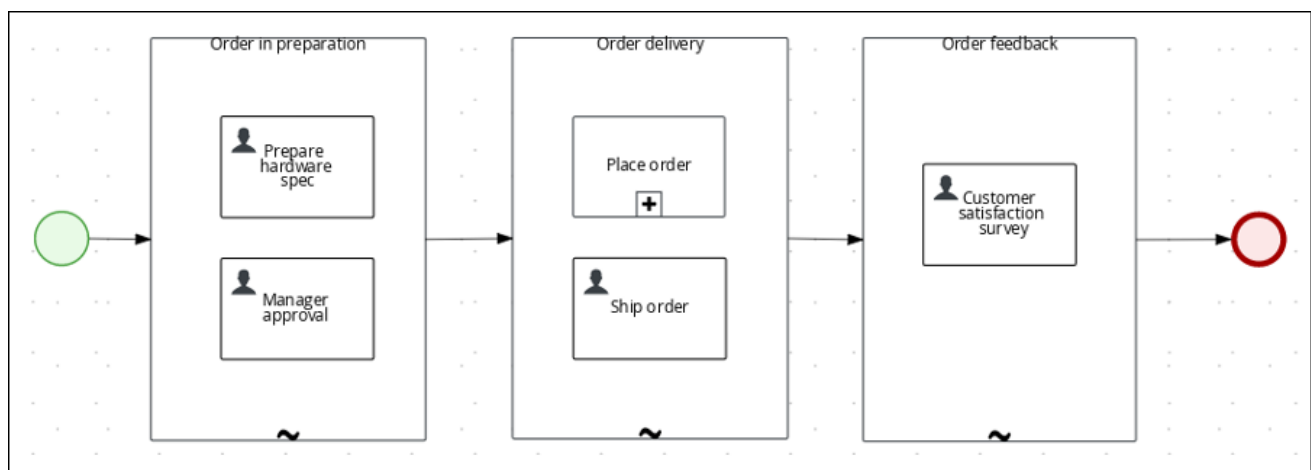 Order in preparation
Prepare
hardware
spec
Manager
approval
Order delivery
Place order
Ship order
Order feedback
Customer
satisfaction
survey